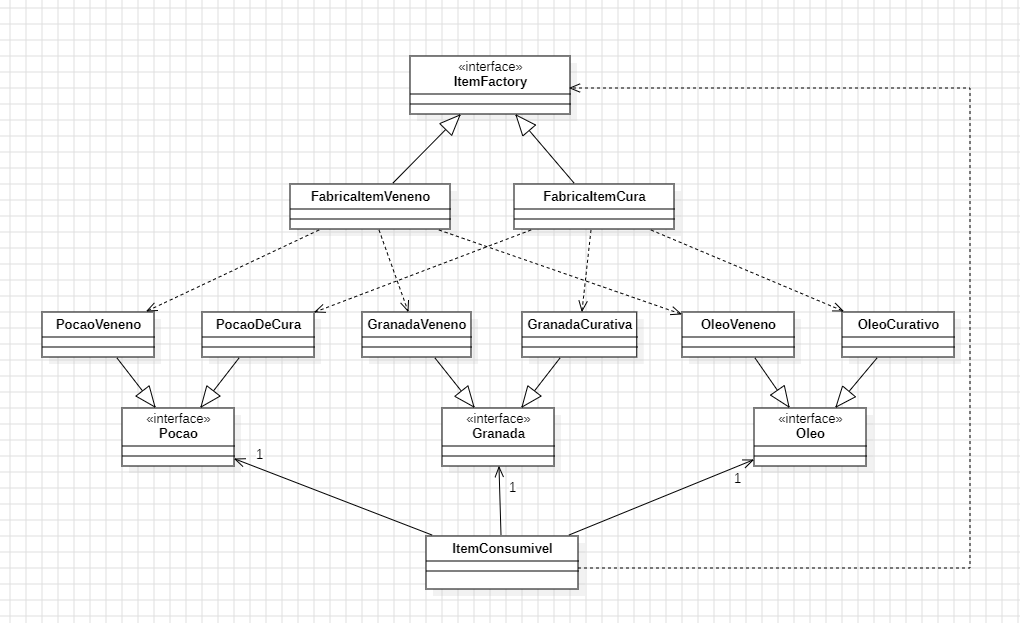 «interface»
ItemFactory
FabricaItemVeneno
FabricaItemCura
PocaoVeneno
PocaoDeCura
GranadaVeneno
GranadaCurativa
OleoVeneno
OleoCurativo
«interface»
Pocao
«interface»
Granada
«interface»
Oleo
1
1
1
ItemConsumivel